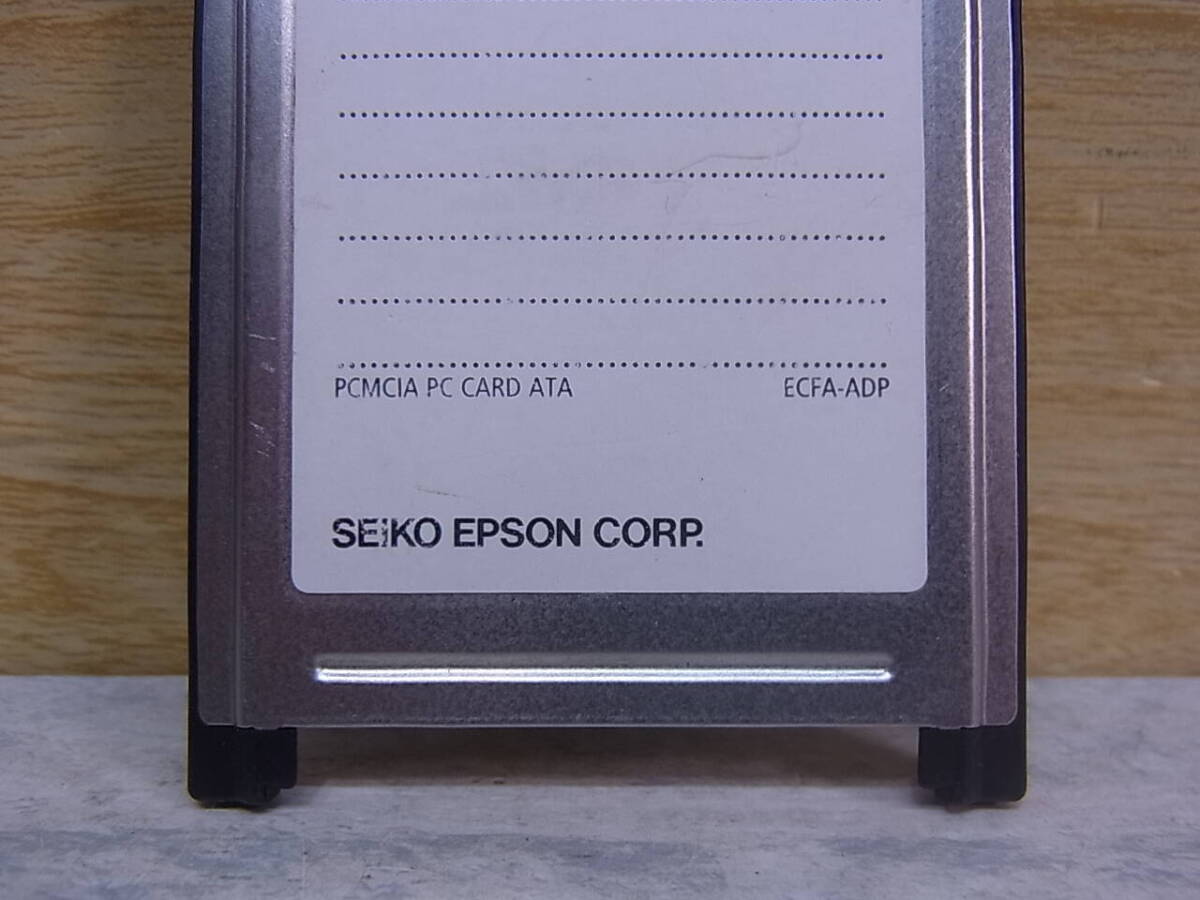 PCMCIA PC CARD ATA ECFA-ADP
SEIKO EPSON CORP.